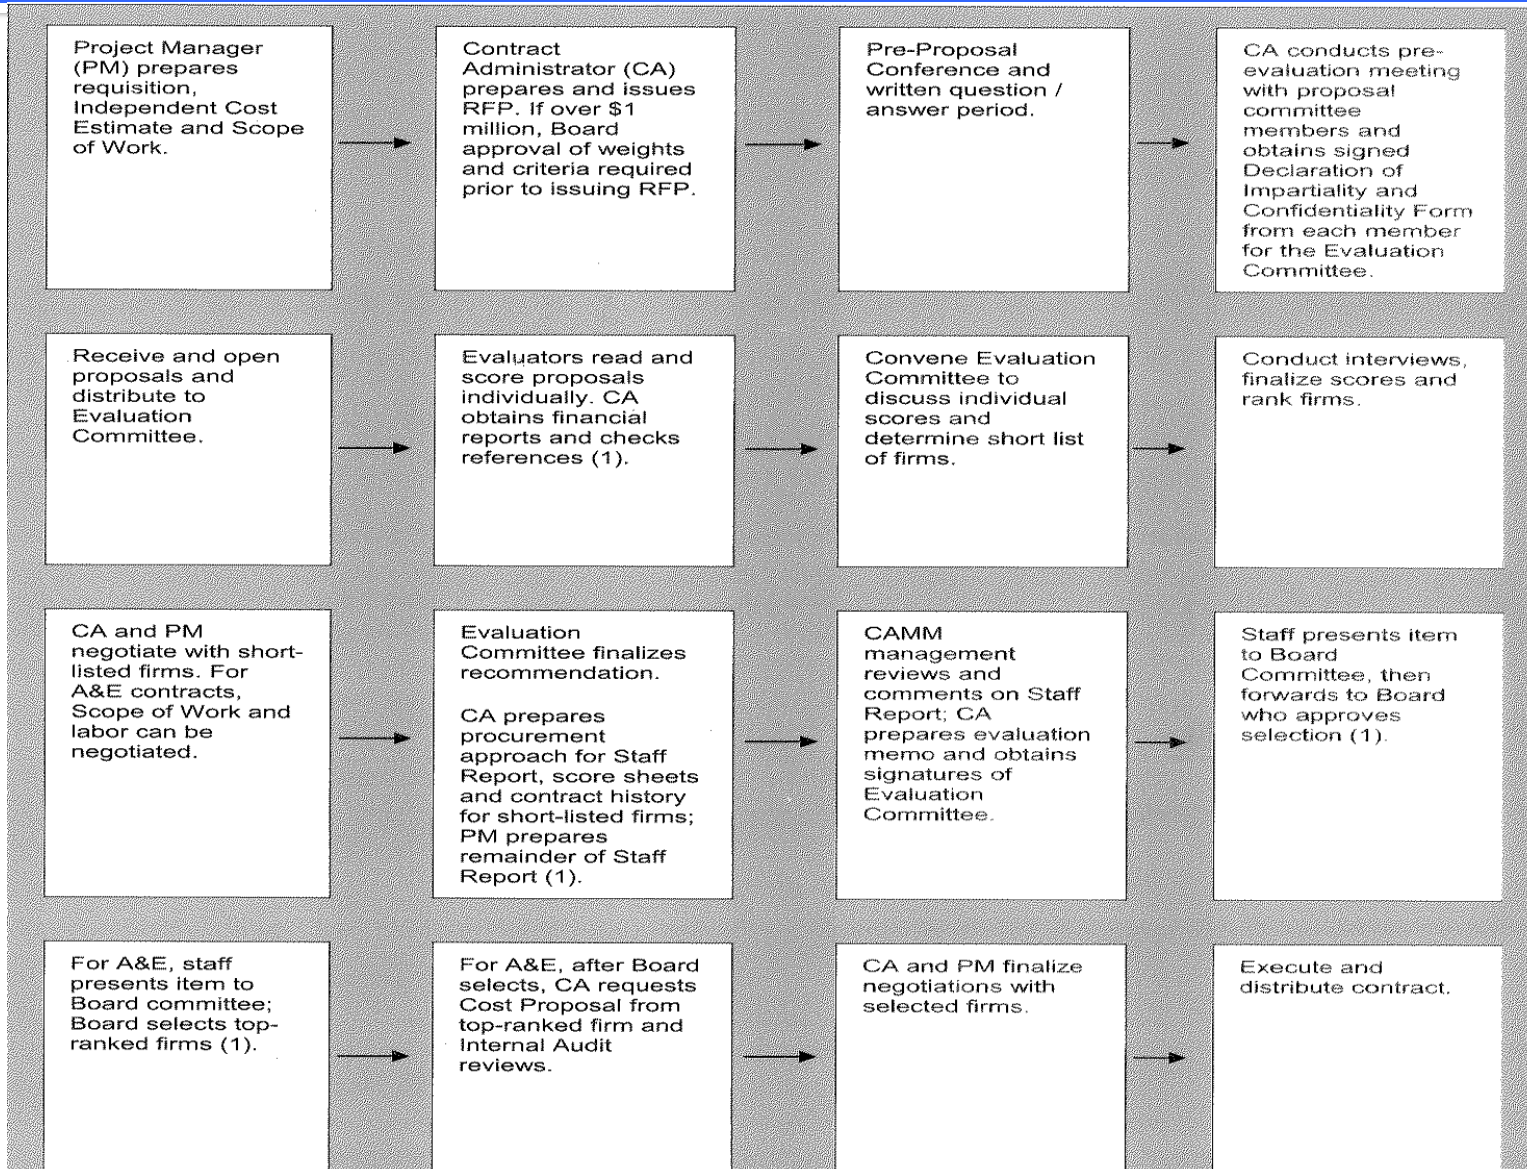 Project Manager
(PM) prepares
requisition,
Independent Cost
Estimate and Scope
of Work.
Contract
Administrator (CA)
prepares and issues
RFP. If over $1
million, Board
approval of weights
and criteria required
prior to issuing RFP.
Pre-Proposal
Conference and
written question /
answer period.
CA conducts pre-
evaluation meeting
with proposal
committee
members and
obtains signed
Declaration of
Impartiality and
Confidentiality Form
from each member
for the Evaluation
Committee.
Receive and open
proposals and
distribute to
Evaluation
Committee.
Evaluators read and
score proposals
individually. CA
obtains financial
reports and checks
references (1).
Convene Evaluation
Committee to
discuss individual
scores and
determine short list
of firms.
Conduct interviews,
finalize scores and
rank firms.
CA and PM
negotiate with short-
listed firms. For
A&E contracts,
Scope of Work and
labor can be
negotiated.
Evaluation
Committee finalizes
recommendation.
CA prepares
procurement
approach for Staff
Report, score sheets
and contract history
for short-listed firms;
PM prepares
remainder of Staff
Report (1).
CAMM
management
reviews and
comments on Staff
Report; CA
prepares evaluation
memo and obtains
signatures of
Evaluation
Committee.
Staff presents item
to Board
Committee, then
forwards to Board
who approves
selection (1).
For A&E, staff
presents item to
Board committee;
Board selects top-
ranked firms (1).
For A&E, after Board
selects, CA requests
Cost Proposal from
top-ranked firm and
Internal Audit
reviews.
CA and PM finalize
negotiations with
selected firms.
Execute and
distribute contract.